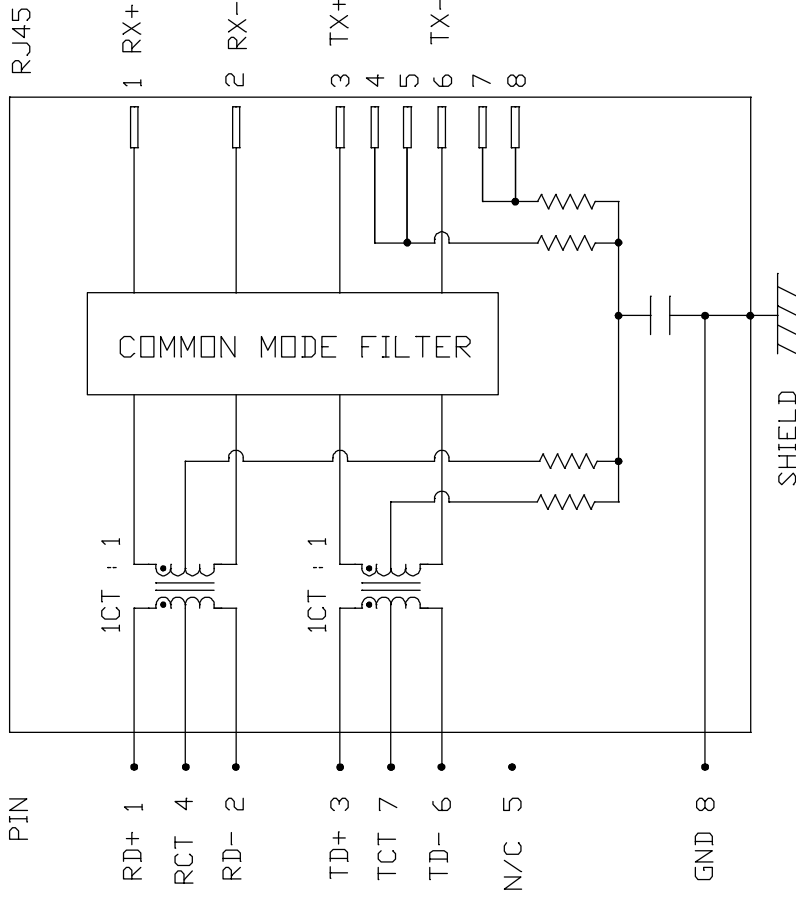 PIN
RJ45
1CT : 1
RD+ 1
1 RX+
RCT 4
RD- 2
2 RX-
COMMON MODE FILTER
1CT : 1
TD+ 3
3 TX+
4
TCT 7
5
TD- 6
6 TX-
7
N/C 5
8
GND 8
SHIELD